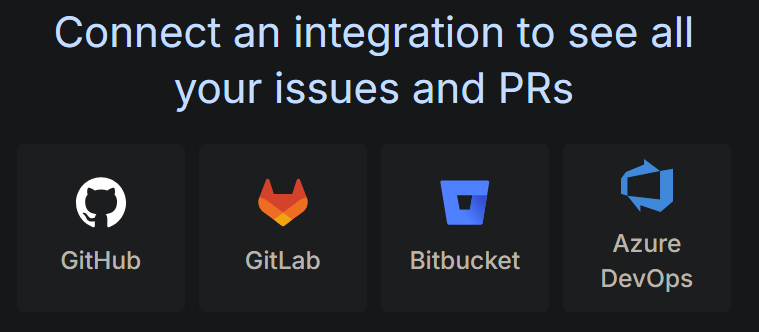 Connect an integration to see all
your issues and PRs
GitHub
GitLab
Bitbucket
Azure
DevOps